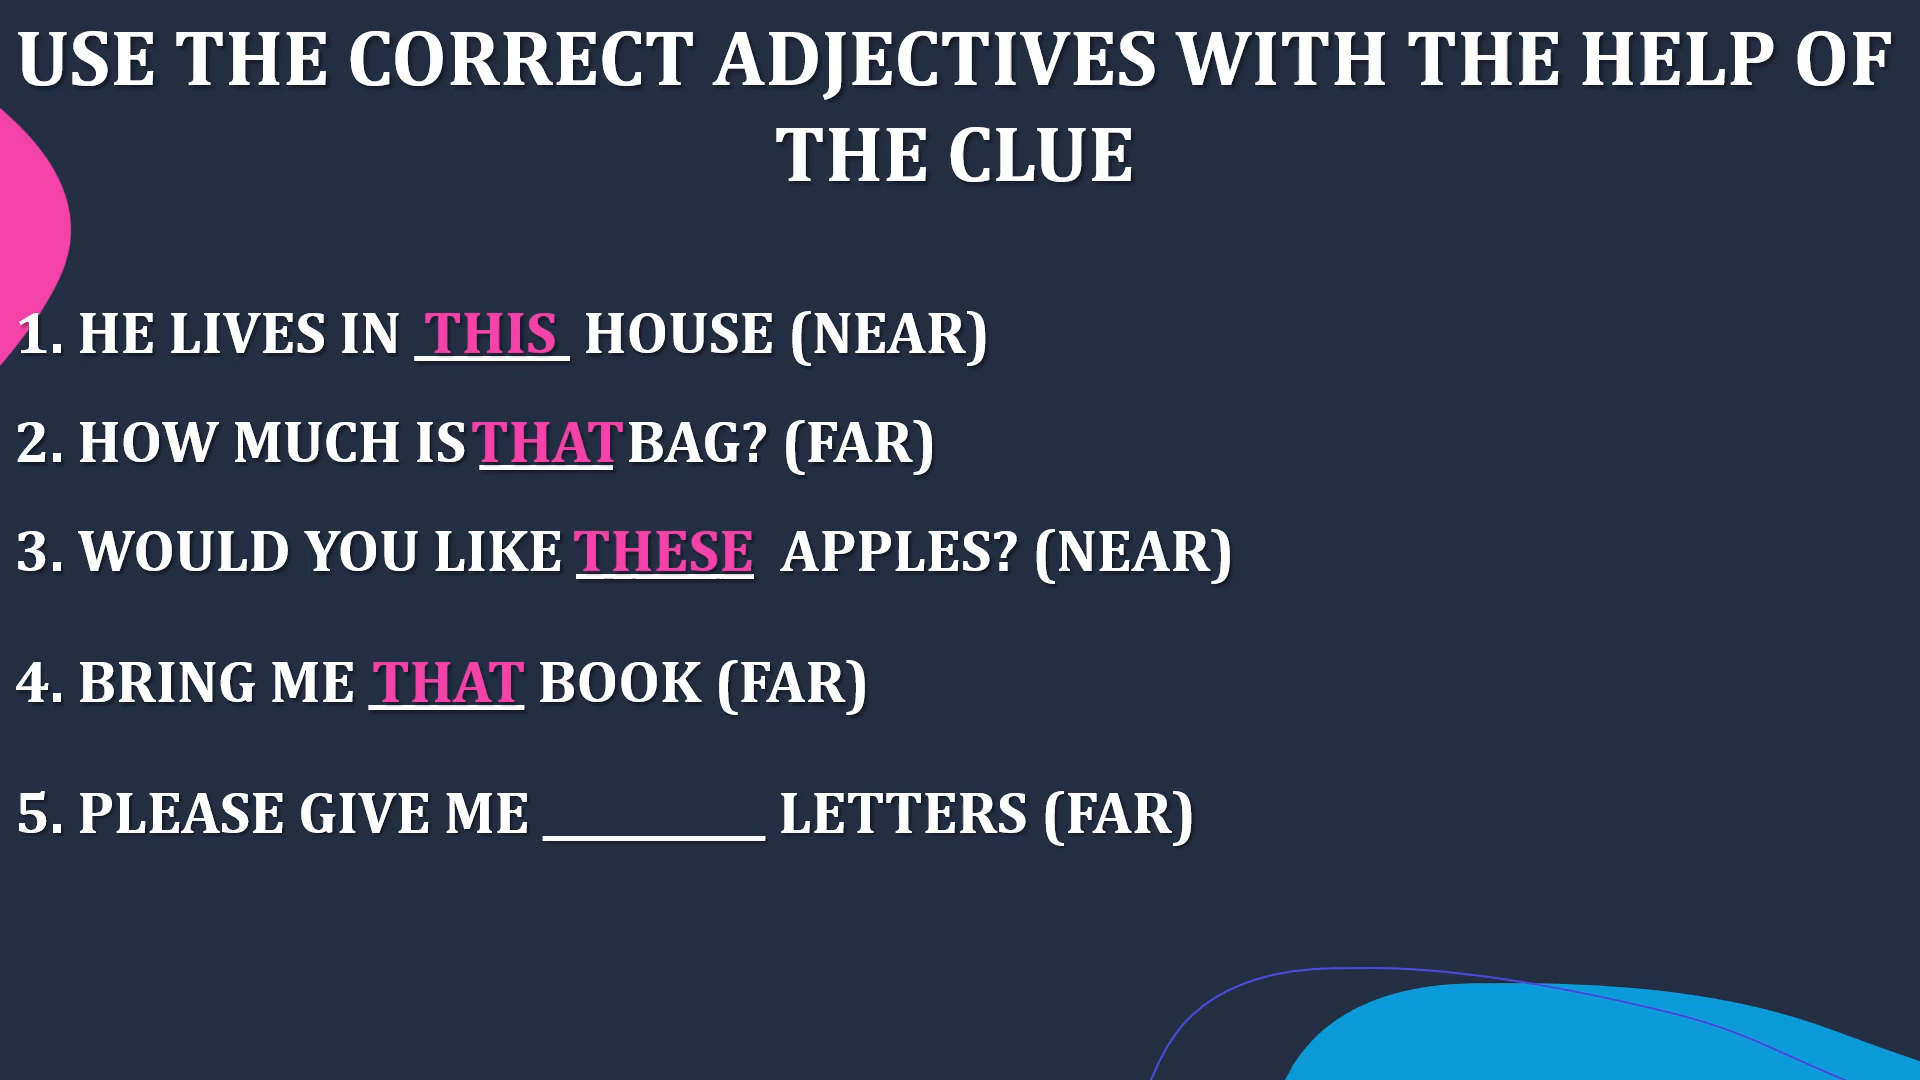 USE THE CORRECT ADJECTIVES WITH THE HELP OF
THE CLUE
1. HE LIVES IN THIS HOUSE (NEAR)
2. HOW MUCH IS THAT BAG? (FAR)
3. WOULD YOU LIKE THESE APPLES? (NEAR)
4. BRING ME THAT BOOK (FAR)
5. PLEASE GIVE ME ________ LETTERS (FAR)